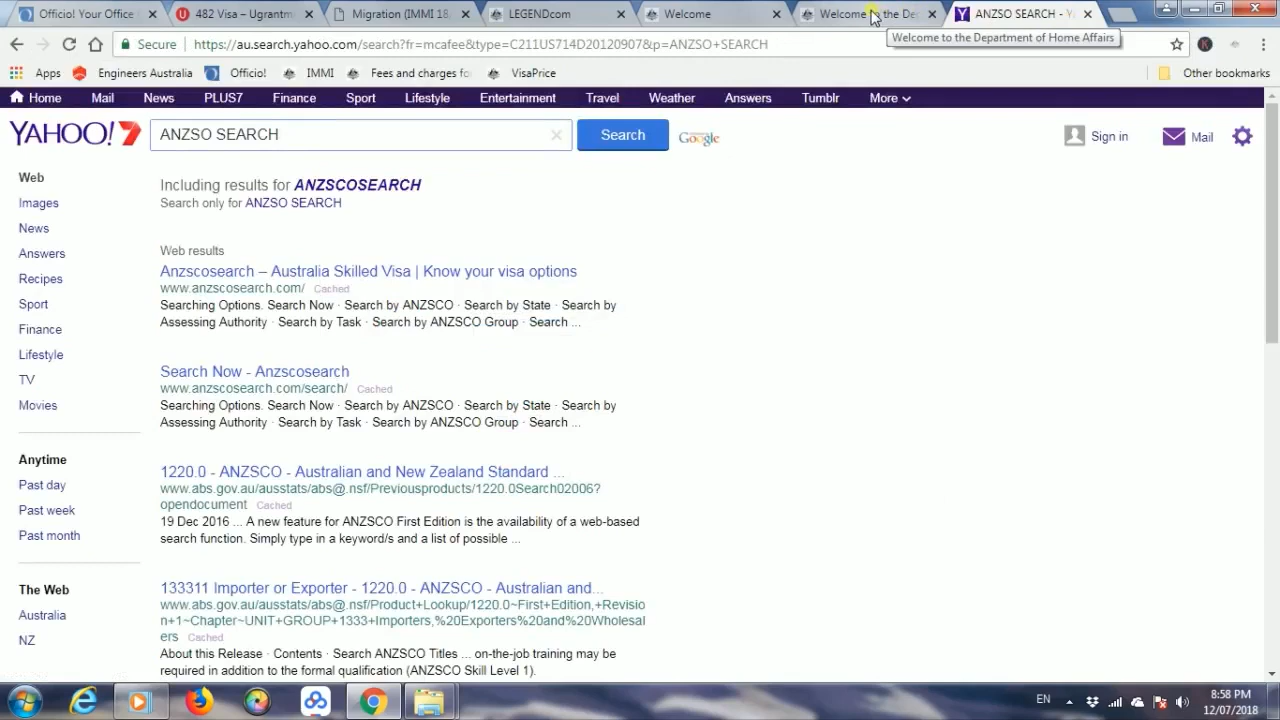 Officio! Your Office
482 Visa – Ugrantm
Migration (IMMI 18
LEGENDcom
Welcome
Welcome the De
ANZSO SEARCH - Y
Welcome to the Department of Home Affairs
Secure
https://au.search.yahoo.com/search?fr=mcafee&type=C211US714D20120907&p=ANZSO+SEARCH
Apps
Engineers Australia
Officio!
IMMI
Fees and charges fo
VisaPrice
Other bookmarks
Home Mail News PLUS7 Finance Sport Lifestyle Entertainment Travel Weather Answers Tumblr More
YAHOO! 7
ANZSO SEARCH
Search
Google
Sign in
Mail
Web
Images
News
Answers
Recipes
Sport
Finance
Lifestyle
TV
Movies
Anytime
Past day
Past week
Past month
The Web
Australia
NZ
Including results for ANZSCOSEARCH
Search only for ANZSO SEARCH
Web results
Anzscosearch – Australia Skilled Visa | Know your visa options
www.anzscosearch.com/ Cached
Searching Options. Search Now · Search by ANZSCO · Search by State · Search by
Assessing Authority · Search by Task · Search by ANZSCO Group · Search ...
Search Now - Anzscosearch
www.anzscosearch.com/search/ Cached
Searching Options. Search Now · Search by ANZSCO · Search by State · Search by
Assessing Authority · Search by Task · Search by ANZSCO Group · Search ...
1220.0 - ANZSCO - Australian and New Zealand Standard ...
www.abs.gov.au/ausstats/abs@.nsf/Previousproducts/1220.0Search02006?
opendocument Cached
19 Dec 2016 ... A new feature for ANZSCO First Edition is the availability of a web-based
search function. Simply type in a keyword/s and a list of possible ...
133311 Importer or Exporter - 1220.0 - ANZSCO - Australian and...
www.abs.gov.au/ausstats/abs@.nsf/Product+Lookup/1220.0~First+Edition,+Revisio
n+1~Chapter~UNIT+GROUP+1333+Importers,%20Exporters%20and%20Wholesal
ers Cached
About this Release · Contents · Search ANZSCO Titles ... on-the-job training may be
required in addition to the formal qualification (ANZSCO Skill Level 1).
EN
8:58 PM
12/07/2018